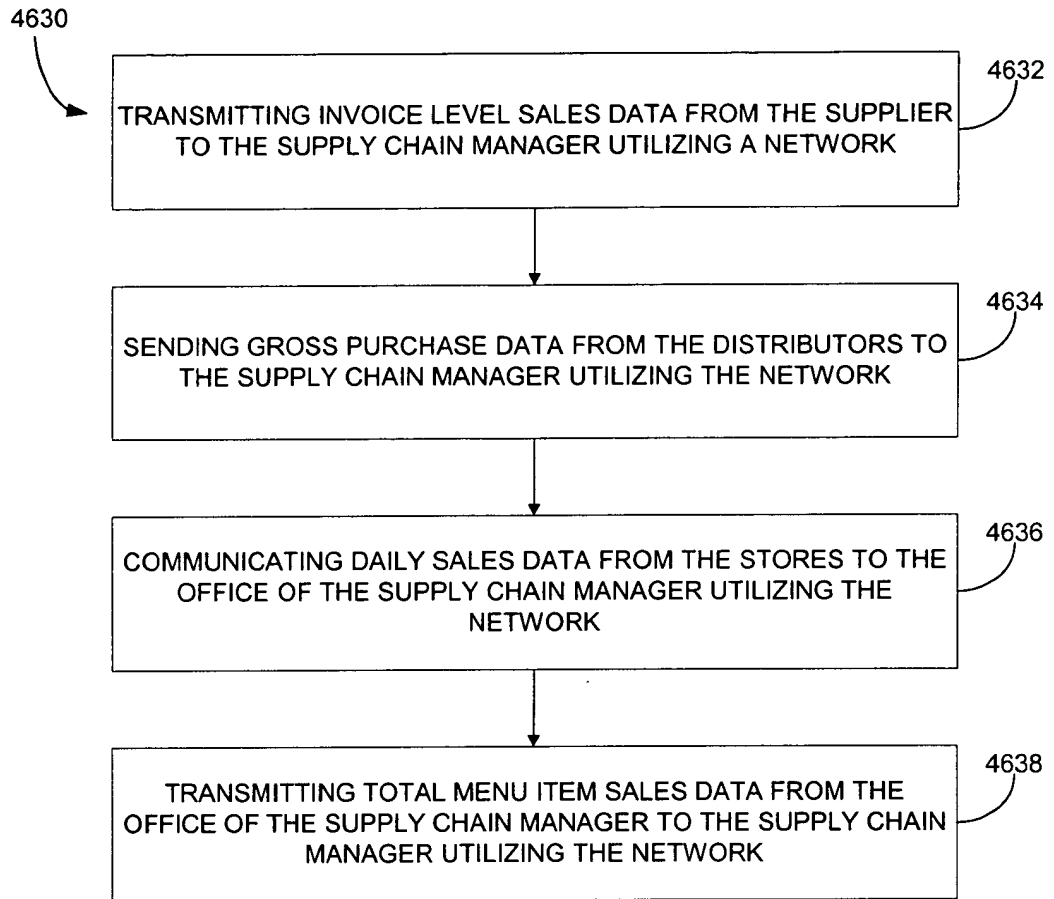 4630
4632
TRANSMITTING INVOICE LEVEL SALES DATA FROM THE SUPPLIER
TO THE SUPPLY CHAIN MANAGER UTILIZING A NETWORK
4634
SENDING GROSS PURCHASE DATA FROM THE DISTRIBUTORS TO
THE SUPPLY CHAIN MANAGER UTILIZING THE NETWORK
4636
COMMUNICATING DAILY SALES DATA FROM THE STORES TO THE
OFFICE OF THE SUPPLY CHAIN MANAGER UTILIZING THE
NETWORK
4638
TRANSMITTING TOTAL MENU ITEM SALES DATA FROM THE
OFFICE OF THE SUPPLY CHAIN MANAGER TO THE SUPPLY CHAIN
MANAGER UTILIZING THE NETWORK